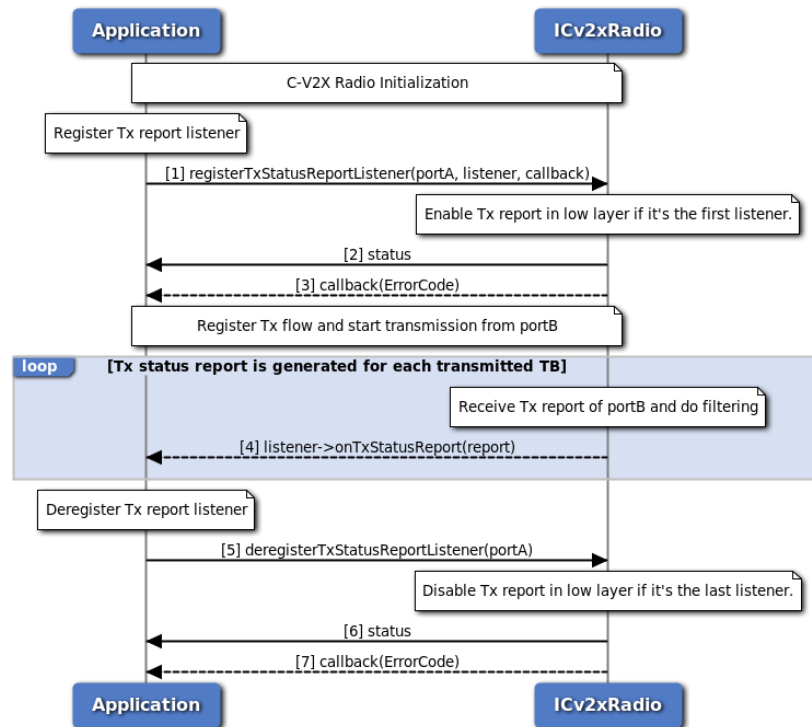 Application
ICv2xRadio
C-V2X Radio Initialization
Register Tx report listener
[1] registerTxStatusReportListener(portA, listener, callback)
Enable Tx report in low layer if it's the first listener.
[2] status
[3] callback(ErrorCode)
Register Tx flow and start transmission from portB
loop
[Tx status report is generated for each transmitted TB]
Receive Tx report of portB and do filtering
[4] listener->onTxStatusReport(report)
Deregister Tx report listener
[5] deregisterTxStatusReportListener(portA)
Disable Tx report in low layer if it's the last listener.
[6] status
[7] callback(ErrorCode)
Application
ICv2xRadio